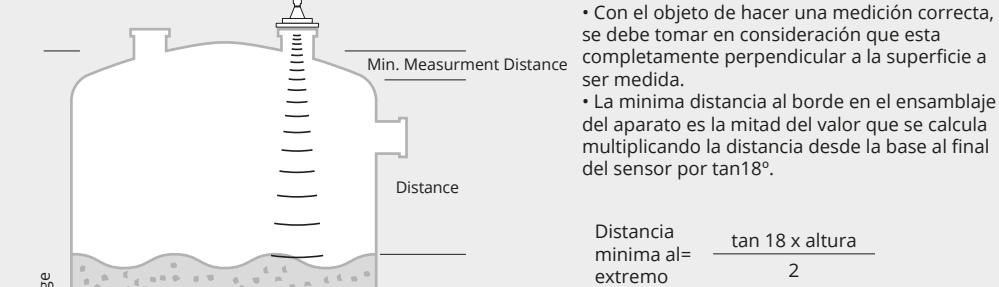 Min. Measurment Distance
Distance
• Con el objeto de hacer una medición correcta,
se debe tomar en consideración que esta
completamente perpendicular a la superficie a
ser medida.
• La minima distancia al borde en el ensamblaje
del aparato es la mitad del valor que se calcula
multiplicando la distancia desde la base al final
del sensor por tan18º.
Distancia
minima al=
extremo
tan 18 x altura
2